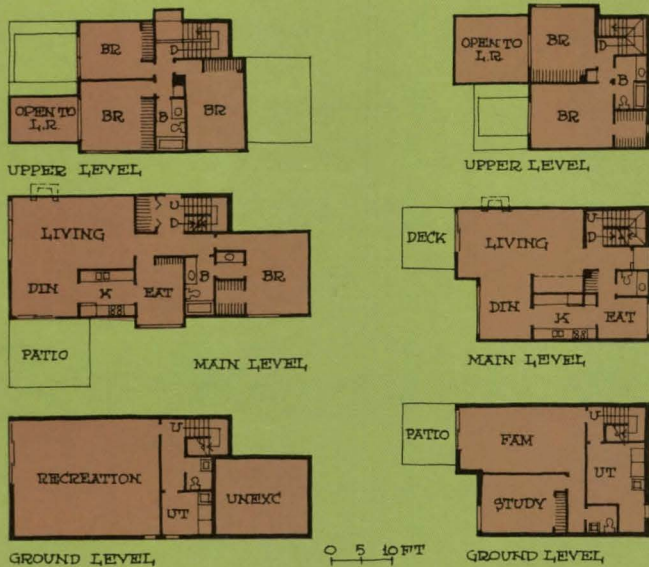 BR
OPEN TO
L.R.
BR
B
BR
UPPER LEVEL
LIVING
DIN
K
EAT
B
BR
PATIO
MAIN LEVEL
U
RECREATION
UT
UNEXC
GROUND LEVEL
0 5 10 FT
OPEN TO
L.R.
BR
B
BR
UPPER LEVEL
DECK
LIVING
U
D
DIN
K
EAT
MAIN LEVEL
PATIO
FAM
U
UT
STUDY
GROUND LEVEL